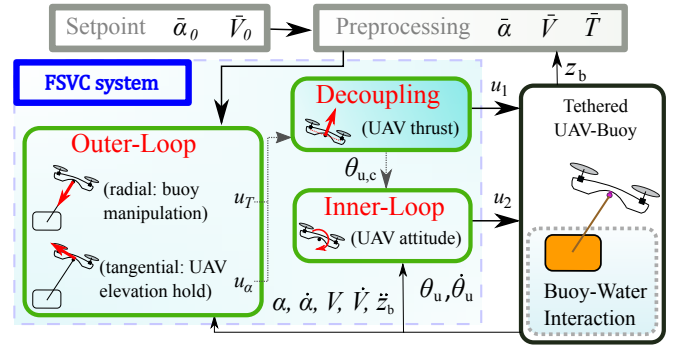 Setpoint ᾱ₀ V̄₀
Preprocessing ᾱ V̄ T̄
FSVC system
z_b
Decoupling
(UAV thrust)
u₁
Tethered
UAV-Buoy
Outer-Loop
(radial: buoy
manipulation)
u_T
θ_{u,c}
Inner-Loop
(UAV attitude)
u₂
(tangential: UAV
elevation hold)
u_α
α, α̇, V, V̇, z̈_b
θ_u, θ̇_u
Buoy-Water
Interaction